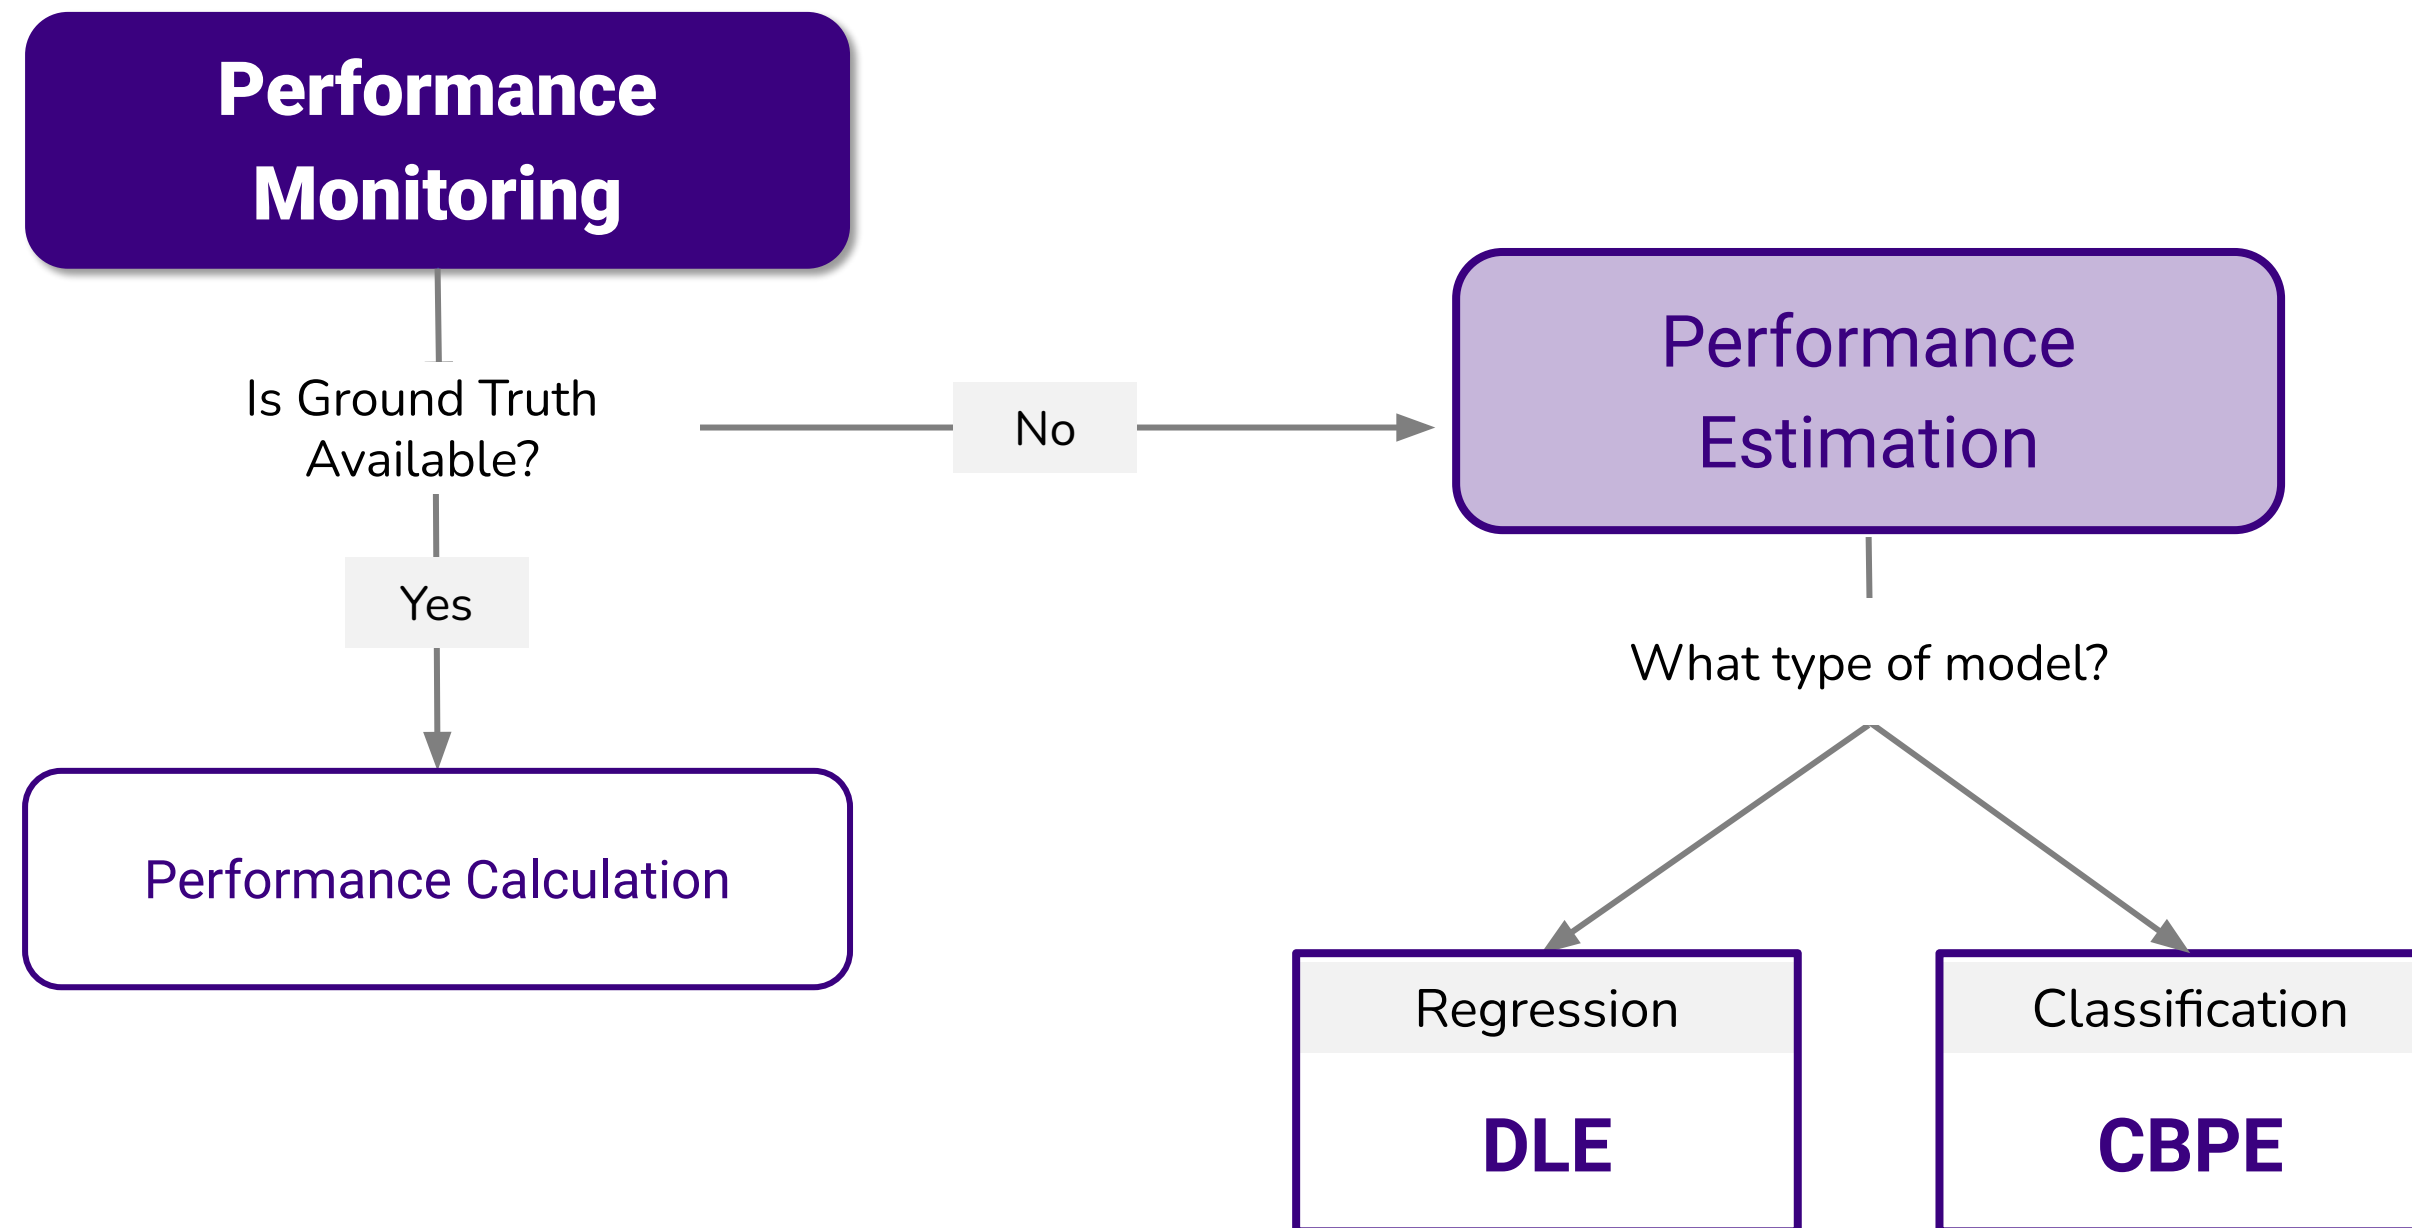 Performance
Monitoring
Is Ground Truth
Available?
No
Yes
Performance
Estimation
What type of model?
Performance Calculation
Regression
DLE
Classification
CBPE